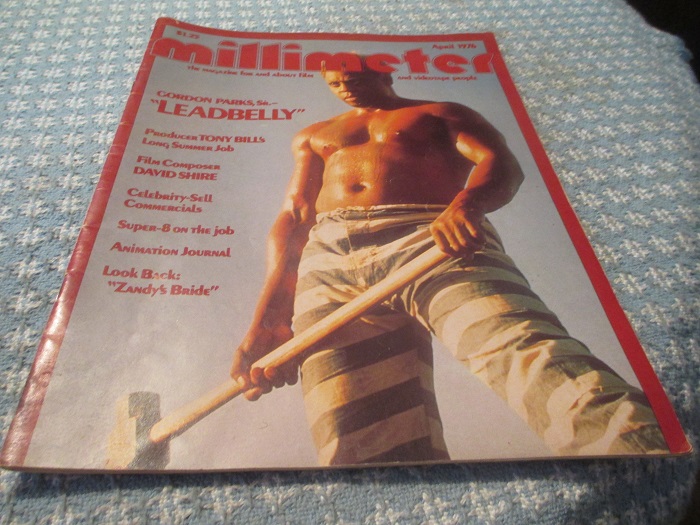 $1.25
April 1976
millimeter
the magazine for and about film and videotape people
GORDON PARKS, SR.—
"LEADBELLY"
PRODUCER TONY BILL'S
LONG SUMMER JOB
FILM COMPOSER
DAVID SHIRE
CELEBRITY-SELL
COMMERCIALS
SUPER-8 ON THE JOB
ANIMATION JOURNAL
LOOK BACK:
"ZANDY'S BRIDE"